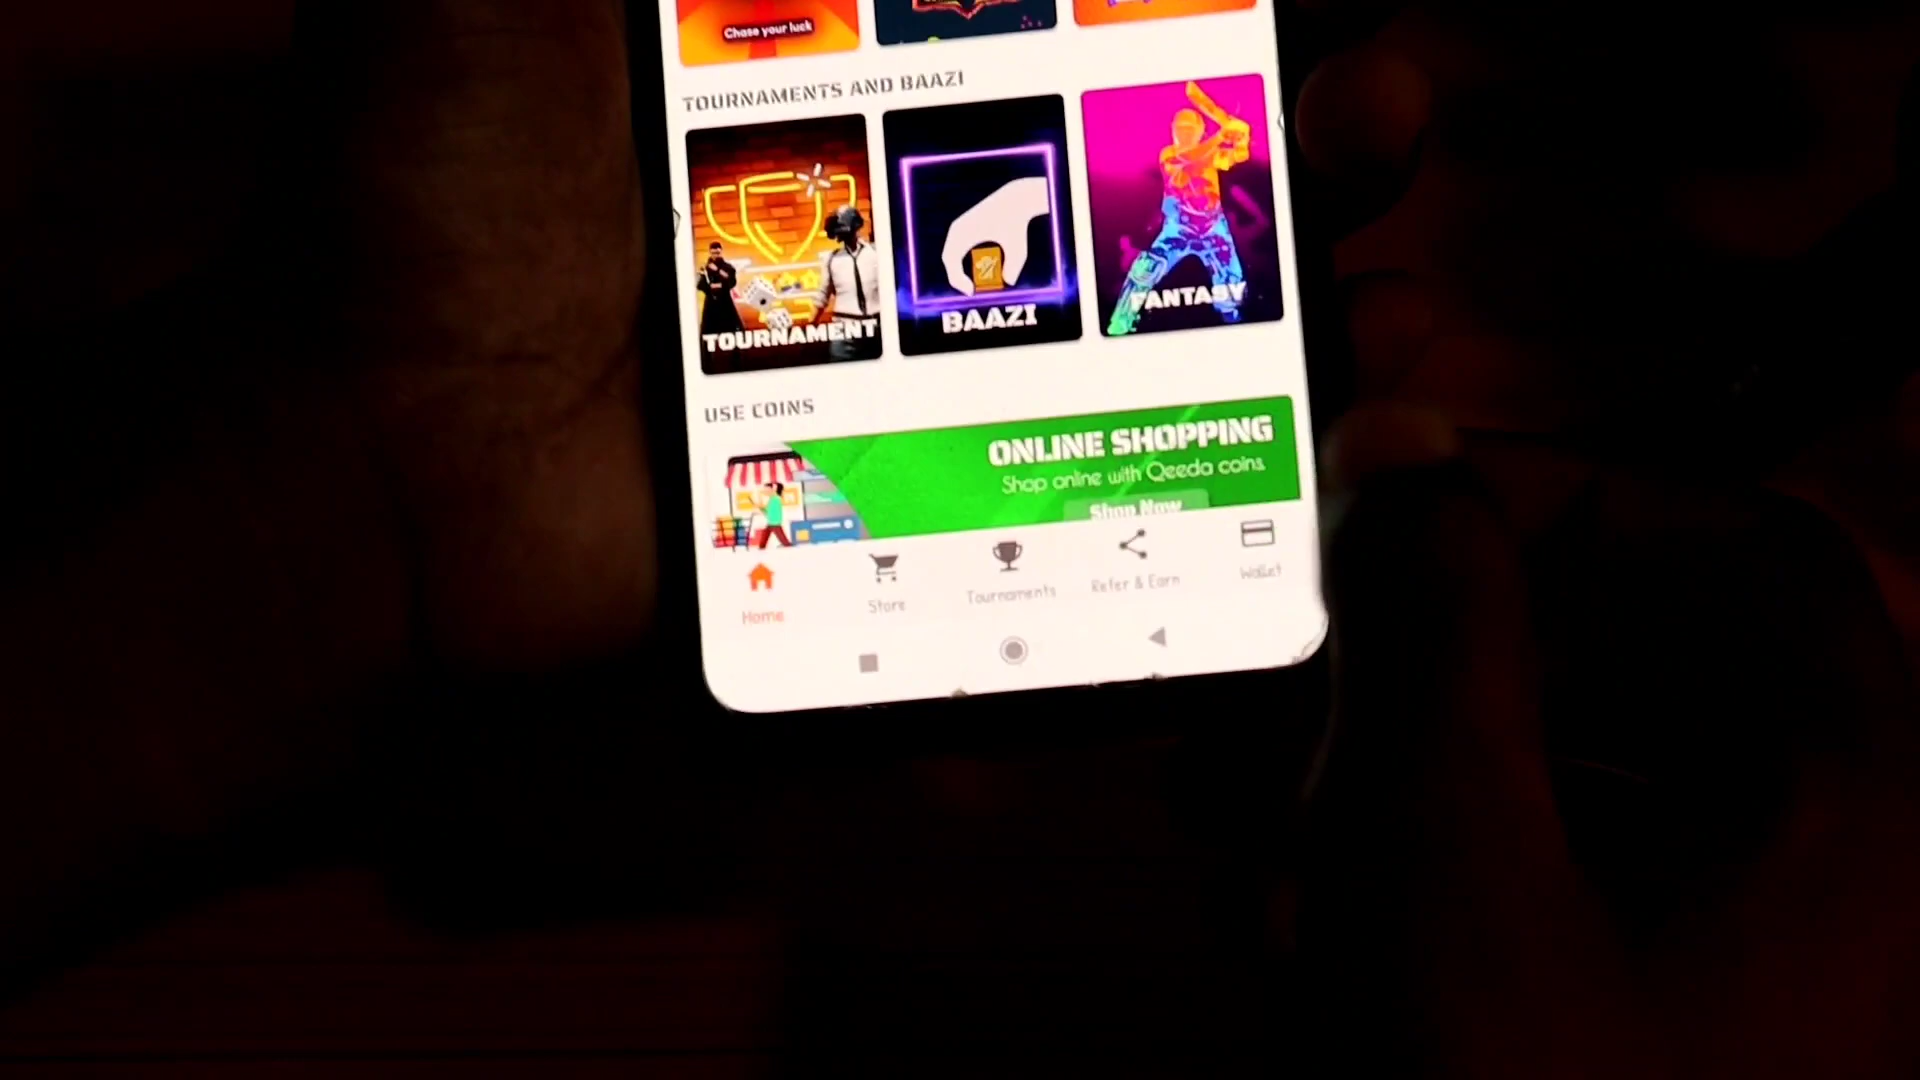 Chase your luck
TOURNAMENTS AND BAAZI
TOURNAMENT
BAAZI
FANTASY
USE COINS
ONLINE SHOPPING
Shop online with Qeeda coins.
Shop Now
Home
Store
Tournaments
Refer & Earn
Wallet